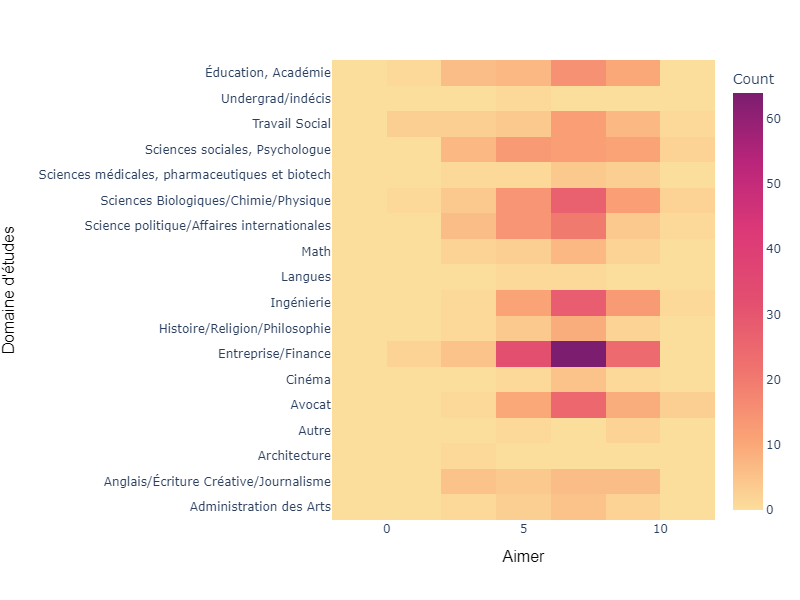 Count
Éducation, Académie
Undergrad/indécis
Travail Social
Sciences sociales, Psychologue
Sciences médicales, pharmaceutiques et biotech
Sciences Biologiques/Chimie/Physique
Science politique/Affaires internationales
Math
Langues
Ingénierie
Histoire/Religion/Philosophie
Entreprise/Finance
Cinéma
Avocat
Autre
Architecture
Anglais/Écriture Créative/Journalisme
Administration des Arts
Domaine d'études
0 5 10
Aimer
60
50
40
30
20
10
0